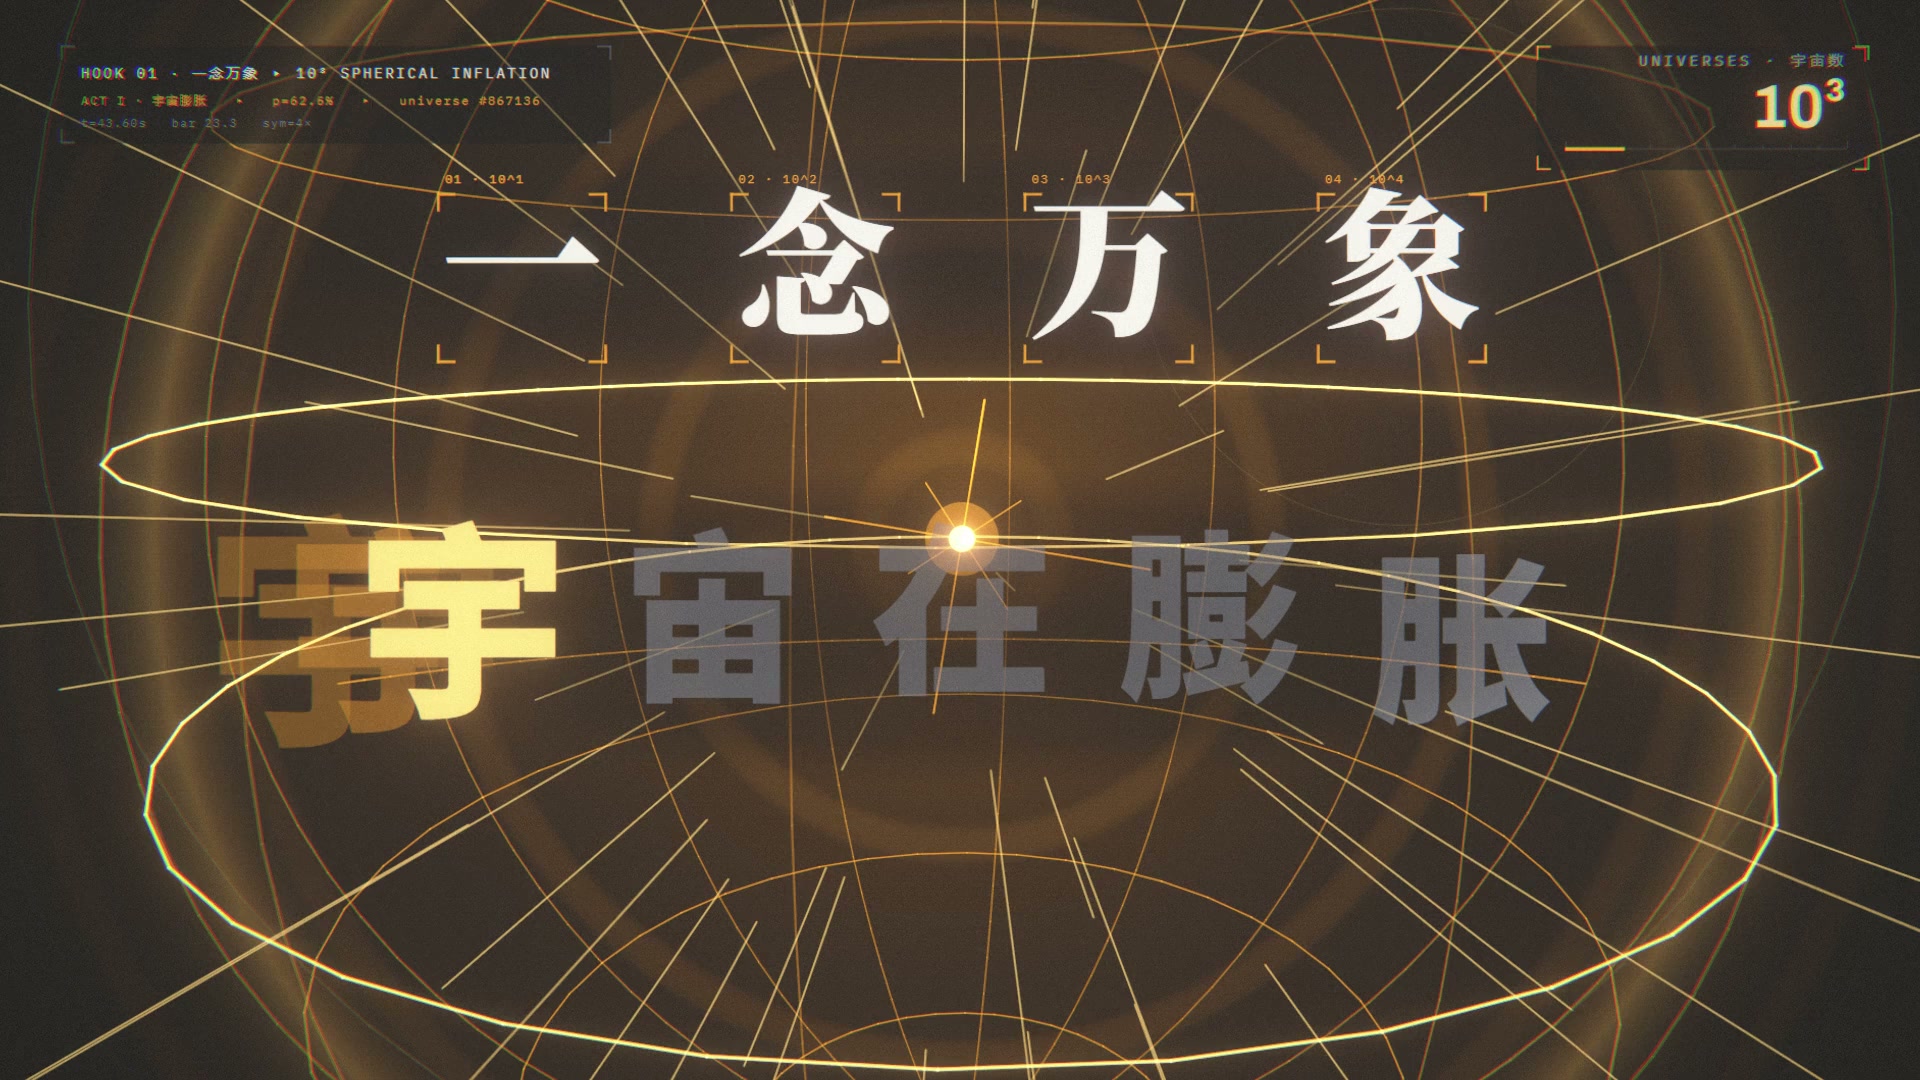 HOOK 01 · 一念万象 ▸ 10⁸ SPHERICAL INFLATION
ACT I · 宇宙膨胀 ▸ p=62.6% ▸ universe #867136
t=43.60s bar 23.3 sym=4×
UNIVERSES · 宇宙数
10³
01 · 10^1 02 · 10^2 03 · 10^3 04 · 10^4
一念万象
宇宙在膨胀